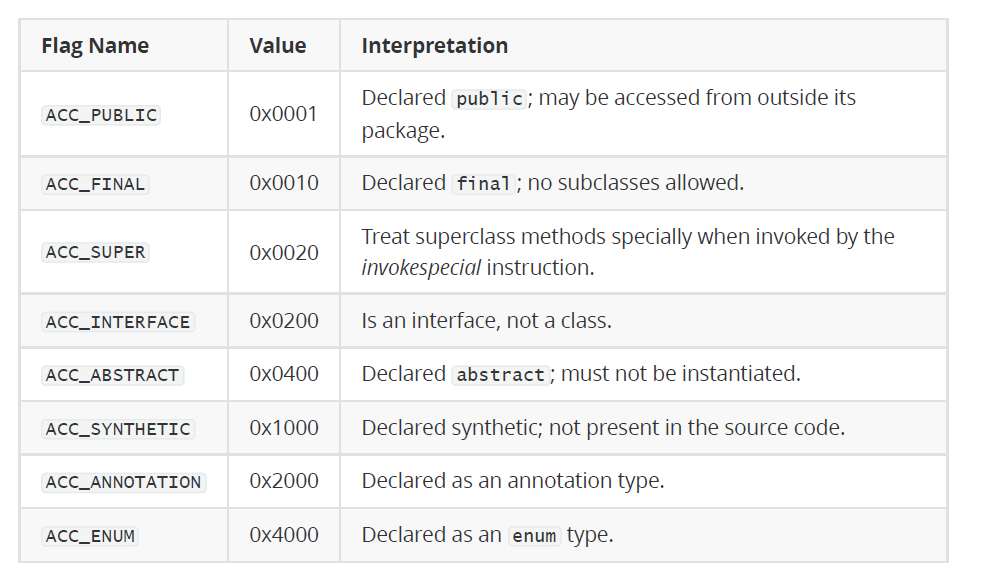 Flag Name Value Interpretation
ACC_PUBLIC 0x0001 Declared public; may be accessed from outside its
package.
ACC_FINAL 0x0010 Declared final; no subclasses allowed.
ACC_SUPER 0x0020 Treat superclass methods specially when invoked by the
invokespecial instruction.
ACC_INTERFACE 0x0200 Is an interface, not a class.
ACC_ABSTRACT 0x0400 Declared abstract; must not be instantiated.
ACC_SYNTHETIC 0x1000 Declared synthetic; not present in the source code.
ACC_ANNOTATION 0x2000 Declared as an annotation type.
ACC_ENUM 0x4000 Declared as an enum type.